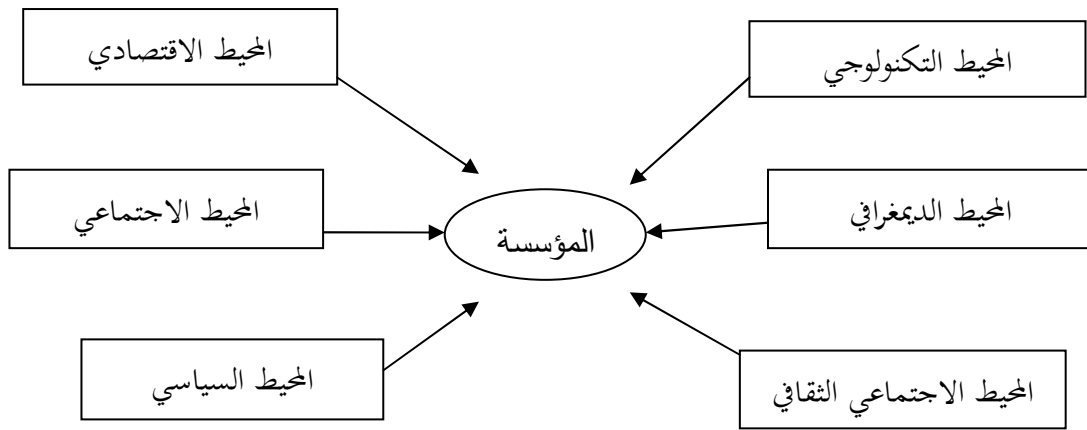 المحيط التكنولوجي
المحيط الاقتصادي
المحيط الديمغرافي
المحيط الاجتماعي
المؤسسة
المحيط الاجتماعي الثقافي
المحيط السياسي